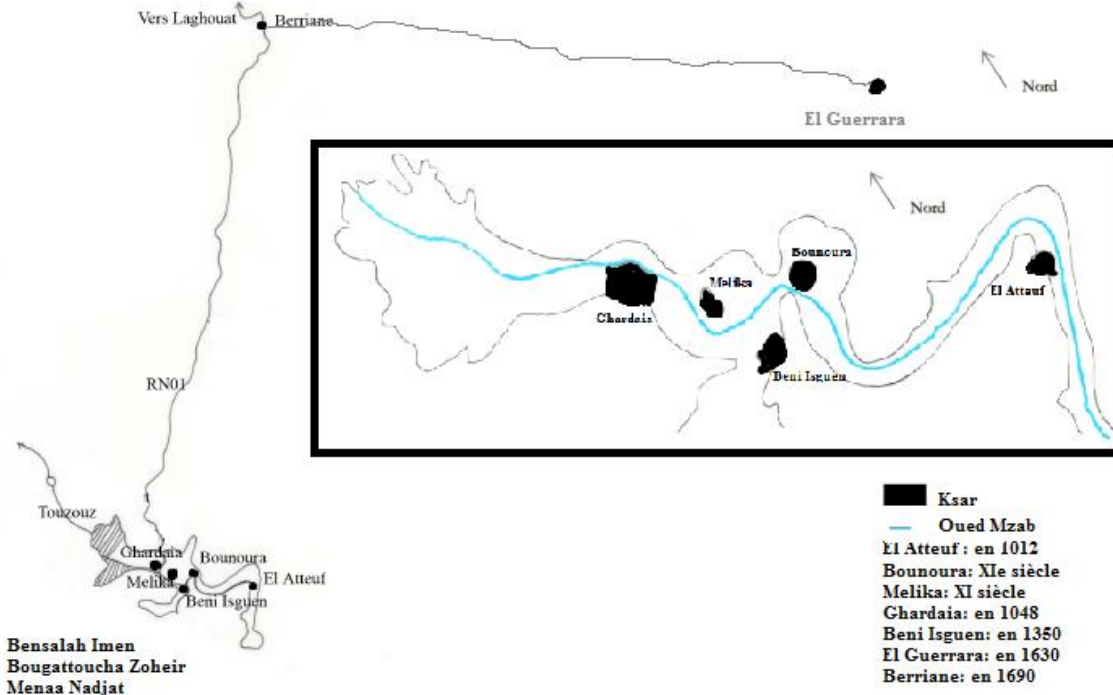 Vers Laghouat
Berriane
Nord
El Guerrara
Nord
Bounoura
Melika
El Attauf
Ghardaia
Beni Isguen
RN01
Touzouz
Ghardaia
Bounoura
Melika
El Atteuf
Beni Isguen
Ksar
Oued Mzab
El Atteuf : en 1012
Bounoura: XIe siècle
Melika: XI siècle
Ghardaia: en 1048
Beni Isguen: en 1350
El Guerrara: en 1630
Berriane: en 1690
Bensalah Imen
Bougattoucha Zoheir
Menaa Nadjat